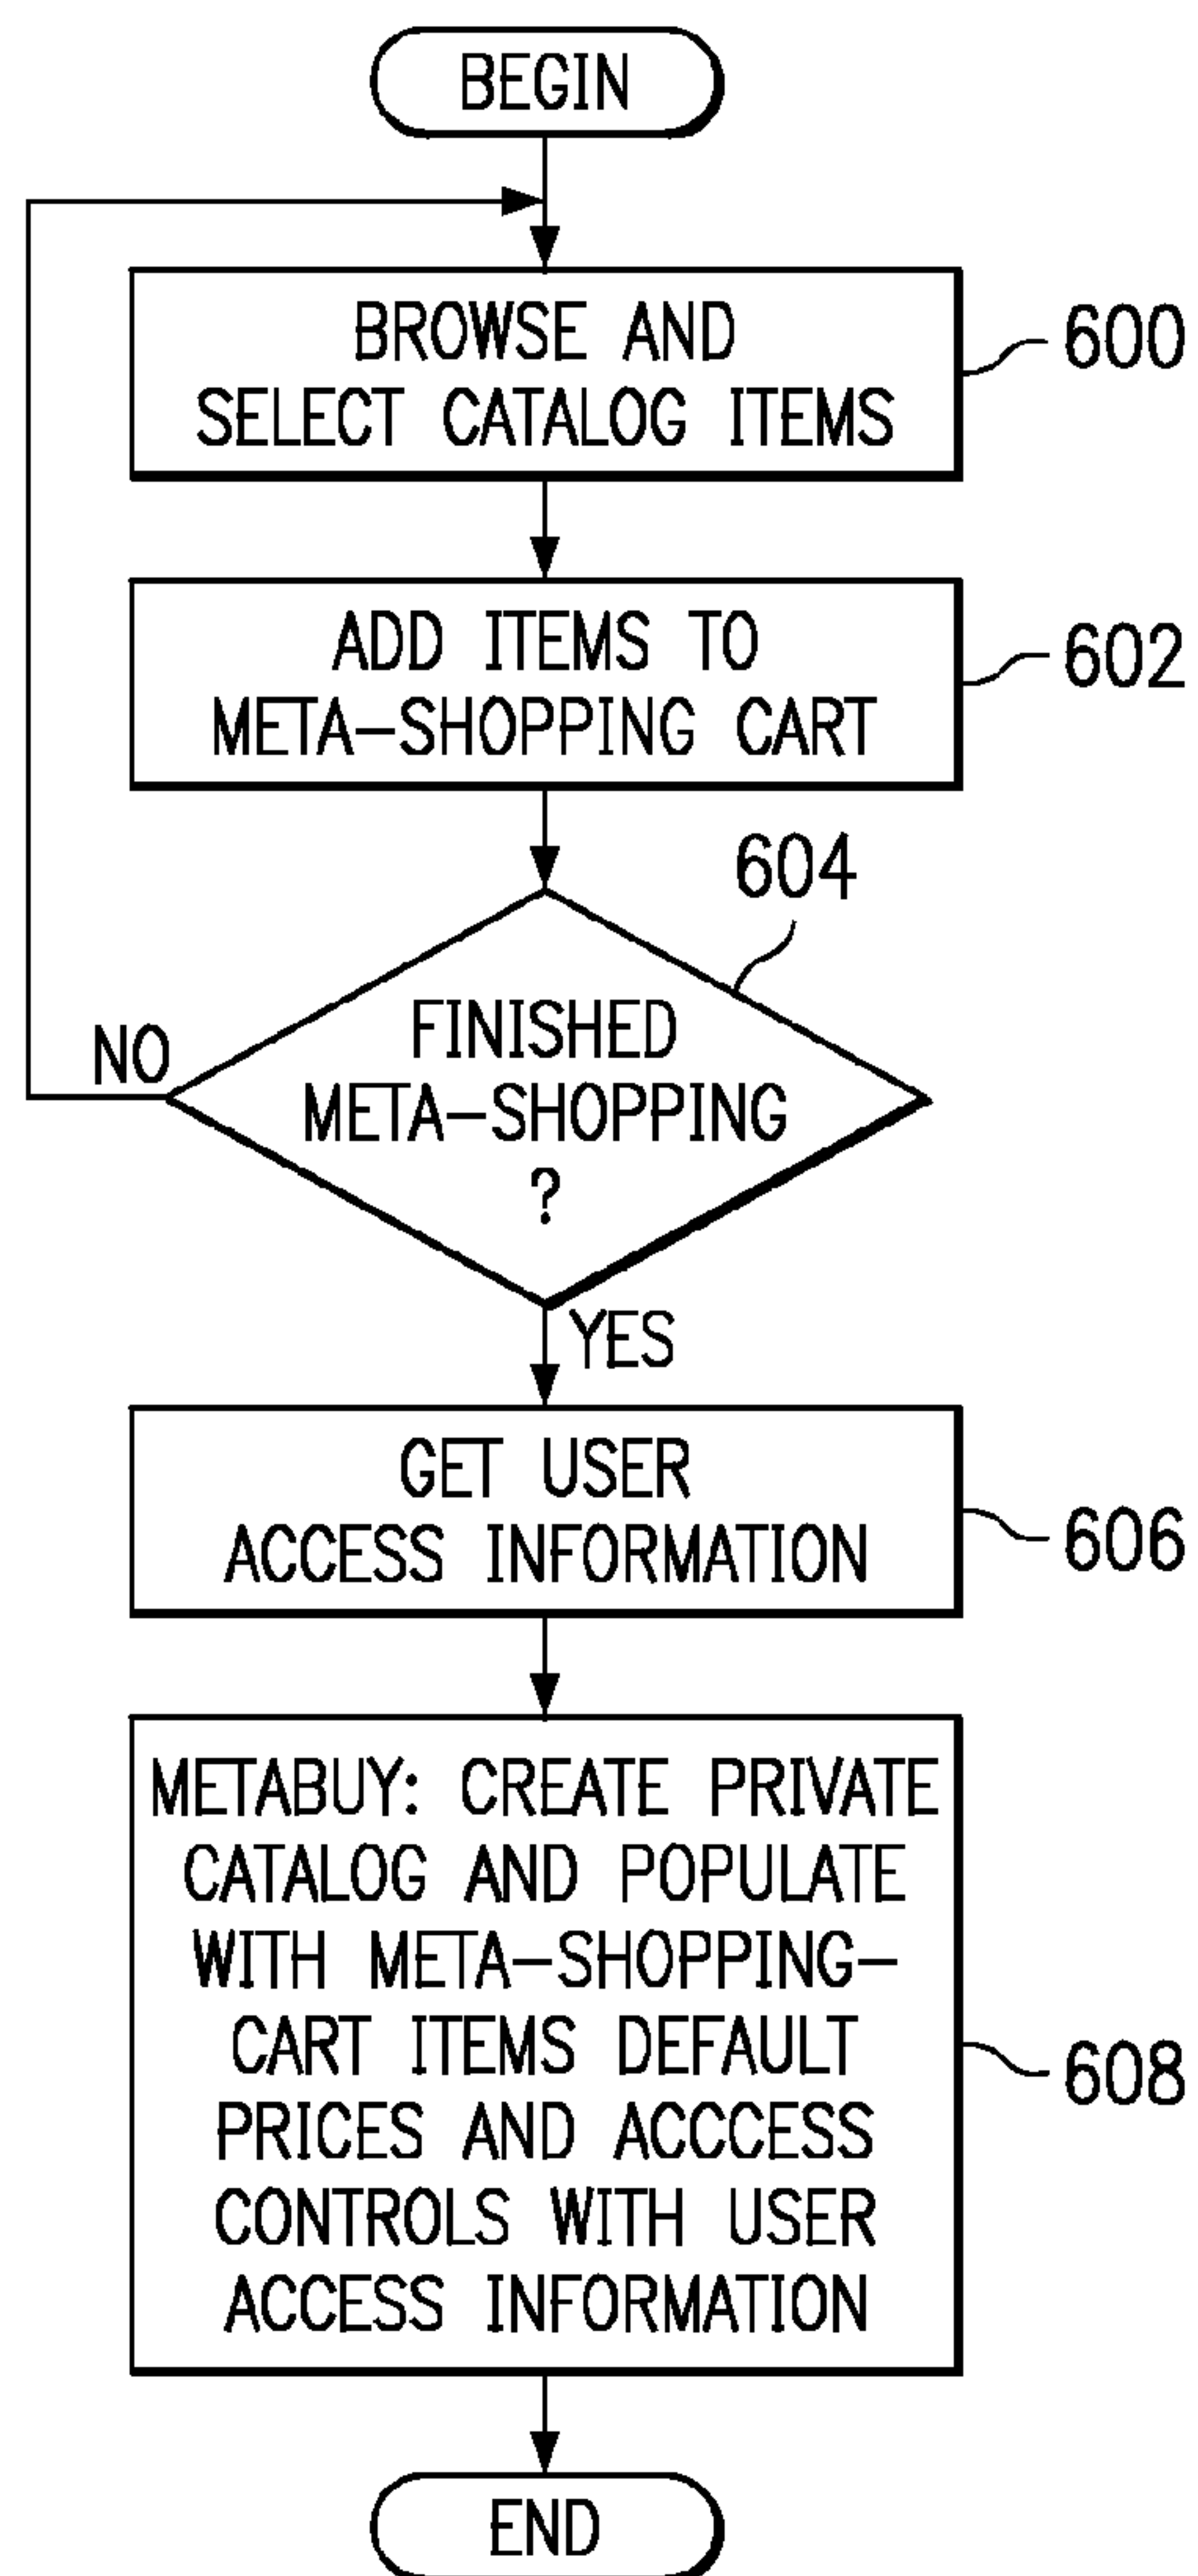 BEGIN
BROWSE AND
SELECT CATALOG ITEMS
600
ADD ITEMS TO
META-SHOPPING CART
602
604
FINISHED
META-SHOPPING
?
NO
YES
GET USER
ACCESS INFORMATION
606
METABUY: CREATE PRIVATE
CATALOG AND POPULATE
WITH META-SHOPPING-
CART ITEMS DEFAULT
PRICES AND ACCCESS
CONTROLS WITH USER
ACCESS INFORMATION
608
END